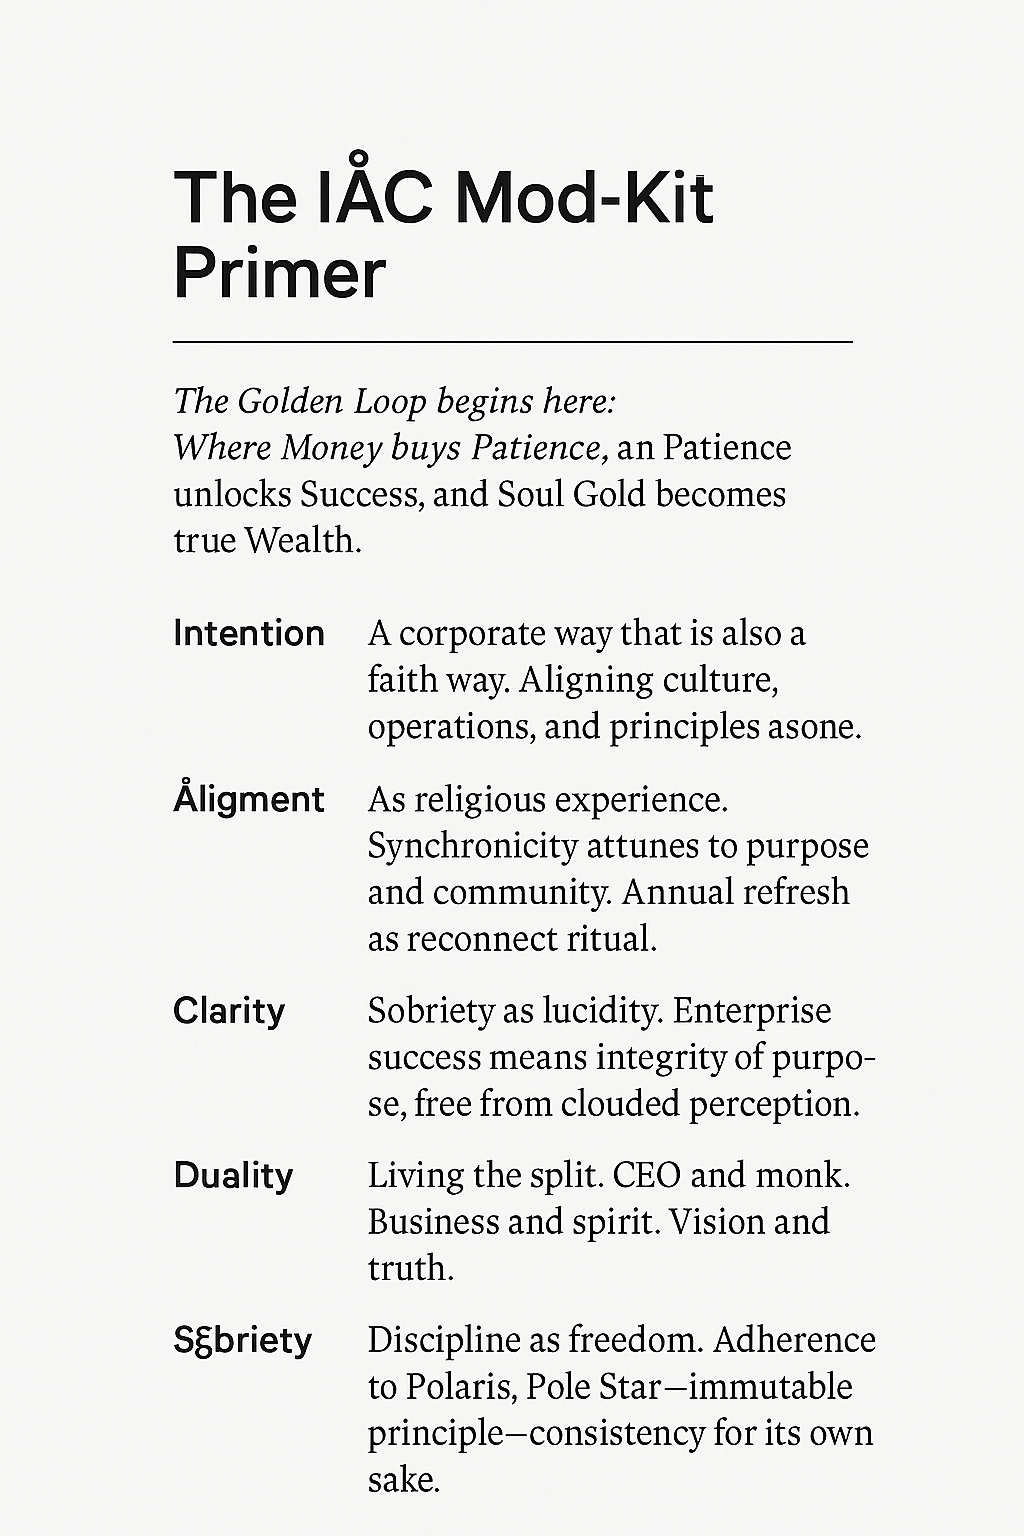 The IÅC Mod-Kit
Primer
The Golden Loop begins here:
Where Money buys Patience, an Patience
unlocks Success, and Soul Gold becomes
true Wealth.
Intention A corporate way that is also a
faith way. Aligning culture,
operations, and principles asone.
Åligment As religious experience.
Synchronicity attunes to purpose
and community. Annual refresh
as reconnect ritual.
Clarity Sobriety as lucidity. Enterprise
success means integrity of purpo-
se, free from clouded perception.
Duality Living the split. CEO and monk.
Business and spirit. Vision and
truth.
Sƹbriety Discipline as freedom. Adherence
to Polaris, Pole Star—immutable
principle—consistency for its own
sake.